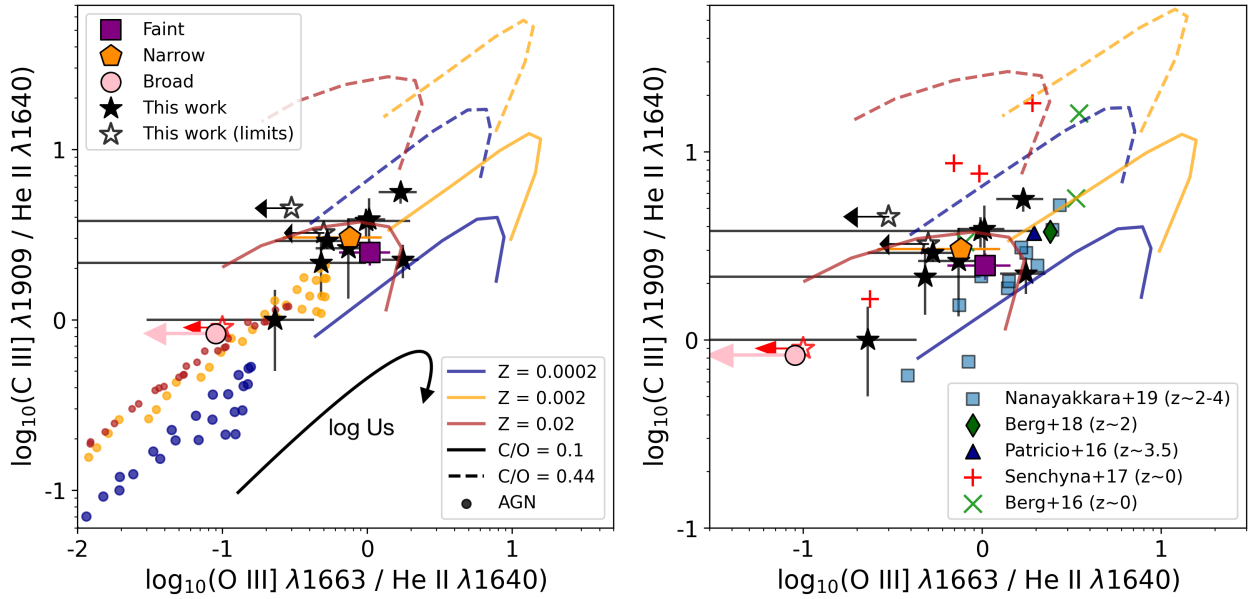 Faint
Narrow
Broad
This work
This work (limits)
log₁₀(C III] λ1909 / He II λ1640)
1
0
-1
log Us
Z = 0.0002
Z = 0.002
Z = 0.02
C/O = 0.1
C/O = 0.44
AGN
-2
-1
0
1
log₁₀(O III] λ1663 / He II λ1640)
log₁₀(C III] λ1909 / He II λ1640)
1
0
-1
Nanayakkara+19 (z~2-4)
Berg+18 (z~2)
Patricio+16 (z~3.5)
Senchyna+17 (z~0)
Berg+16 (z~0)
-1
0
1
log₁₀(O III] λ1663 / He II λ1640)